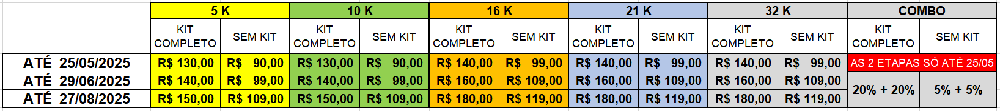 5 K 10 K 16 K 21 K 32 K COMBO
KIT COMPLETO SEM KIT KIT COMPLETO SEM KIT KIT COMPLETO SEM KIT KIT COMPLETO SEM KIT KIT COMPLETO SEM KIT KIT COMPLETO SEM KIT
ATÉ 25/05/2025 R$ 130,00 R$ 90,00 R$ 130,00 R$ 90,00 R$ 140,00 R$ 99,00 R$ 140,00 R$ 99,00 R$ 140,00 R$ 99,00 AS 2 ETAPAS SÓ ATÉ 25/05
ATÉ 29/06/2025 R$ 140,00 R$ 99,00 R$ 140,00 R$ 99,00 R$ 160,00 R$ 109,00 R$ 160,00 R$ 109,00 R$ 160,00 R$ 109,00 20% + 20% 5% + 5%
ATÉ 27/08/2025 R$ 150,00 R$ 109,00 R$ 150,00 R$ 109,00 R$ 180,00 R$ 119,00 R$ 180,00 R$ 119,00 R$ 180,00 R$ 119,00